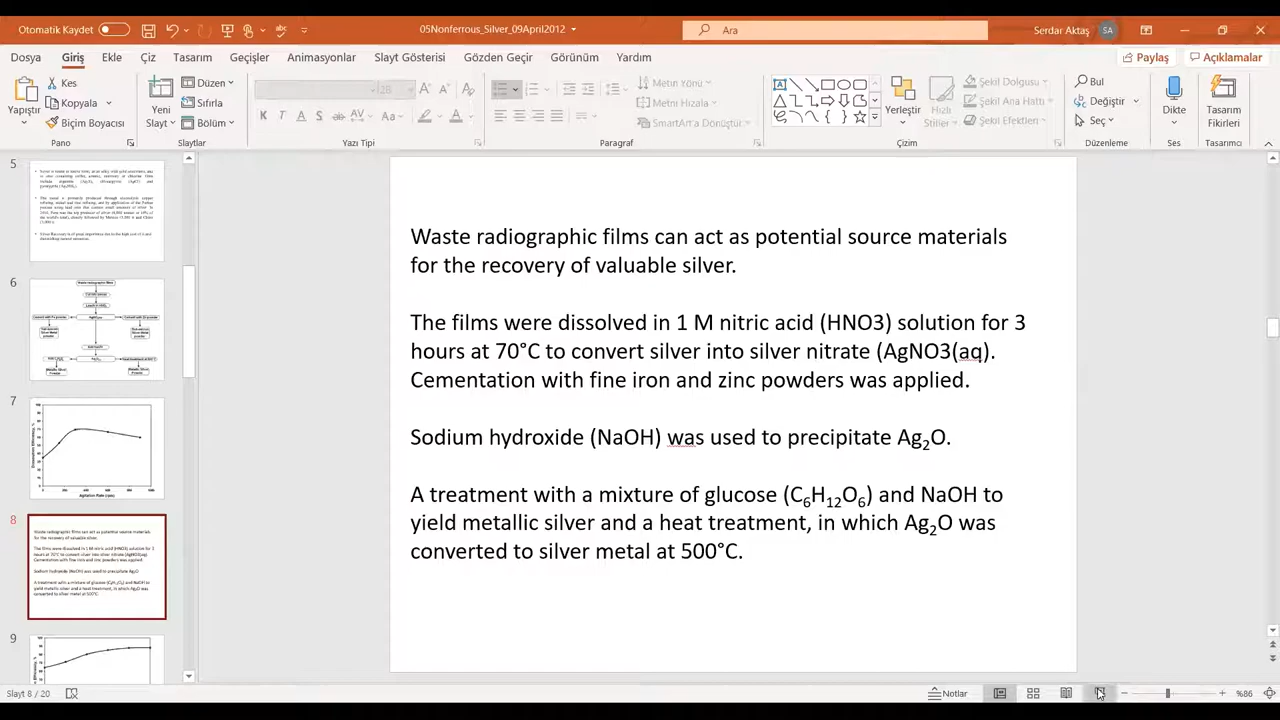 Otomatik Kaydet
05Nonferrous_Silver_09April2012
Ara
Serdar Aktaş SA
Dosya Giriş Ekle Çiz Tasarım Geçişler Animasyonlar Slayt Gösterisi Gözden Geçir Görünüm Yardım Paylaş Açıklamalar
Yapıştır
Kes
Kopyala
Biçim Boyacısı
Pano
Yeni Slayt
Düzen
Sıfırla
Bölüm
Slaytlar
28
Yazı Tipi
Metin Yönü
Metni Hizala
SmartArt'a Dönüştür
Paragraf
Yerleştir
Hızlı Stiller
Şekil Dolgusu
Şekil Ana Hattı
Şekil Efektleri
Çizim
Bul
Değiştir
Seç
Düzenleme
Dikte
Ses
Tasarım Fikirleri
Tasarımcı
5
6
7
Agitation Rate (rpm)
8
9
Waste radiographic films can act as potential source materials
for the recovery of valuable silver.
The films were dissolved in 1 M nitric acid (HNO3) solution for 3
hours at 70°C to convert silver into silver nitrate (AgNO3(aq).
Cementation with fine iron and zinc powders was applied.
Sodium hydroxide (NaOH) was used to precipitate Ag₂O.
A treatment with a mixture of glucose (C₆H₁₂O₆) and NaOH to
yield metallic silver and a heat treatment, in which Ag₂O was
converted to silver metal at 500°C.
Slayt 8 / 20
Notlar
%86